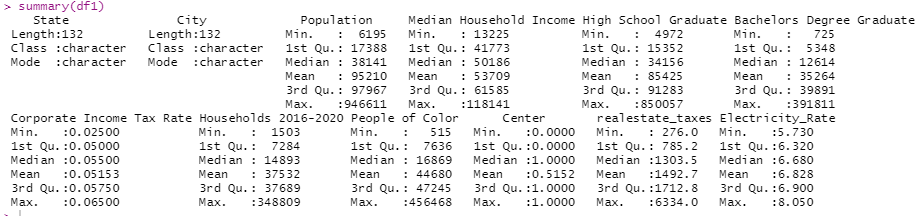 > summary(df1)
State City Population Median Household Income High School Graduate Bachelors Degree Graduate
Length:132 Length:132 Min. : 6195 Min. : 13225 Min. : 4972 Min. : 725
Class :character Class :character 1st Qu.: 17388 1st Qu.: 41773 1st Qu.: 15352 1st Qu.: 5348
Mode :character Mode :character Median : 38141 Median : 50186 Median : 34156 Median : 12614
Mean : 95210 Mean : 53709 Mean : 85425 Mean : 35264
3rd Qu.: 97967 3rd Qu.: 61585 3rd Qu.: 91283 3rd Qu.: 39891
Max. :946611 Max. :118141 Max. :850057 Max. :391811
Corporate Income Tax Rate Households 2016-2020 People of Color Center realestate_taxes Electricity_Rate
Min. :0.02500 Min. : 1503 Min. : 515 Min. :0.0000 Min. : 276.0 Min. :5.730
1st Qu.:0.05000 1st Qu.: 7284 1st Qu.: 7636 1st Qu.:0.0000 1st Qu.: 785.2 1st Qu.:6.320
Median :0.05500 Median : 14893 Median : 16869 Median :1.0000 Median :1303.5 Median :6.680
Mean :0.05153 Mean : 37532 Mean : 44680 Mean :0.5152 Mean :1492.7 Mean :6.828
3rd Qu.:0.05750 3rd Qu.: 37689 3rd Qu.: 47245 3rd Qu.:1.0000 3rd Qu.:1712.8 3rd Qu.:6.900
Max. :0.06500 Max. :348809 Max. :456468 Max. :1.0000 Max. :6334.0 Max. :8.050
>